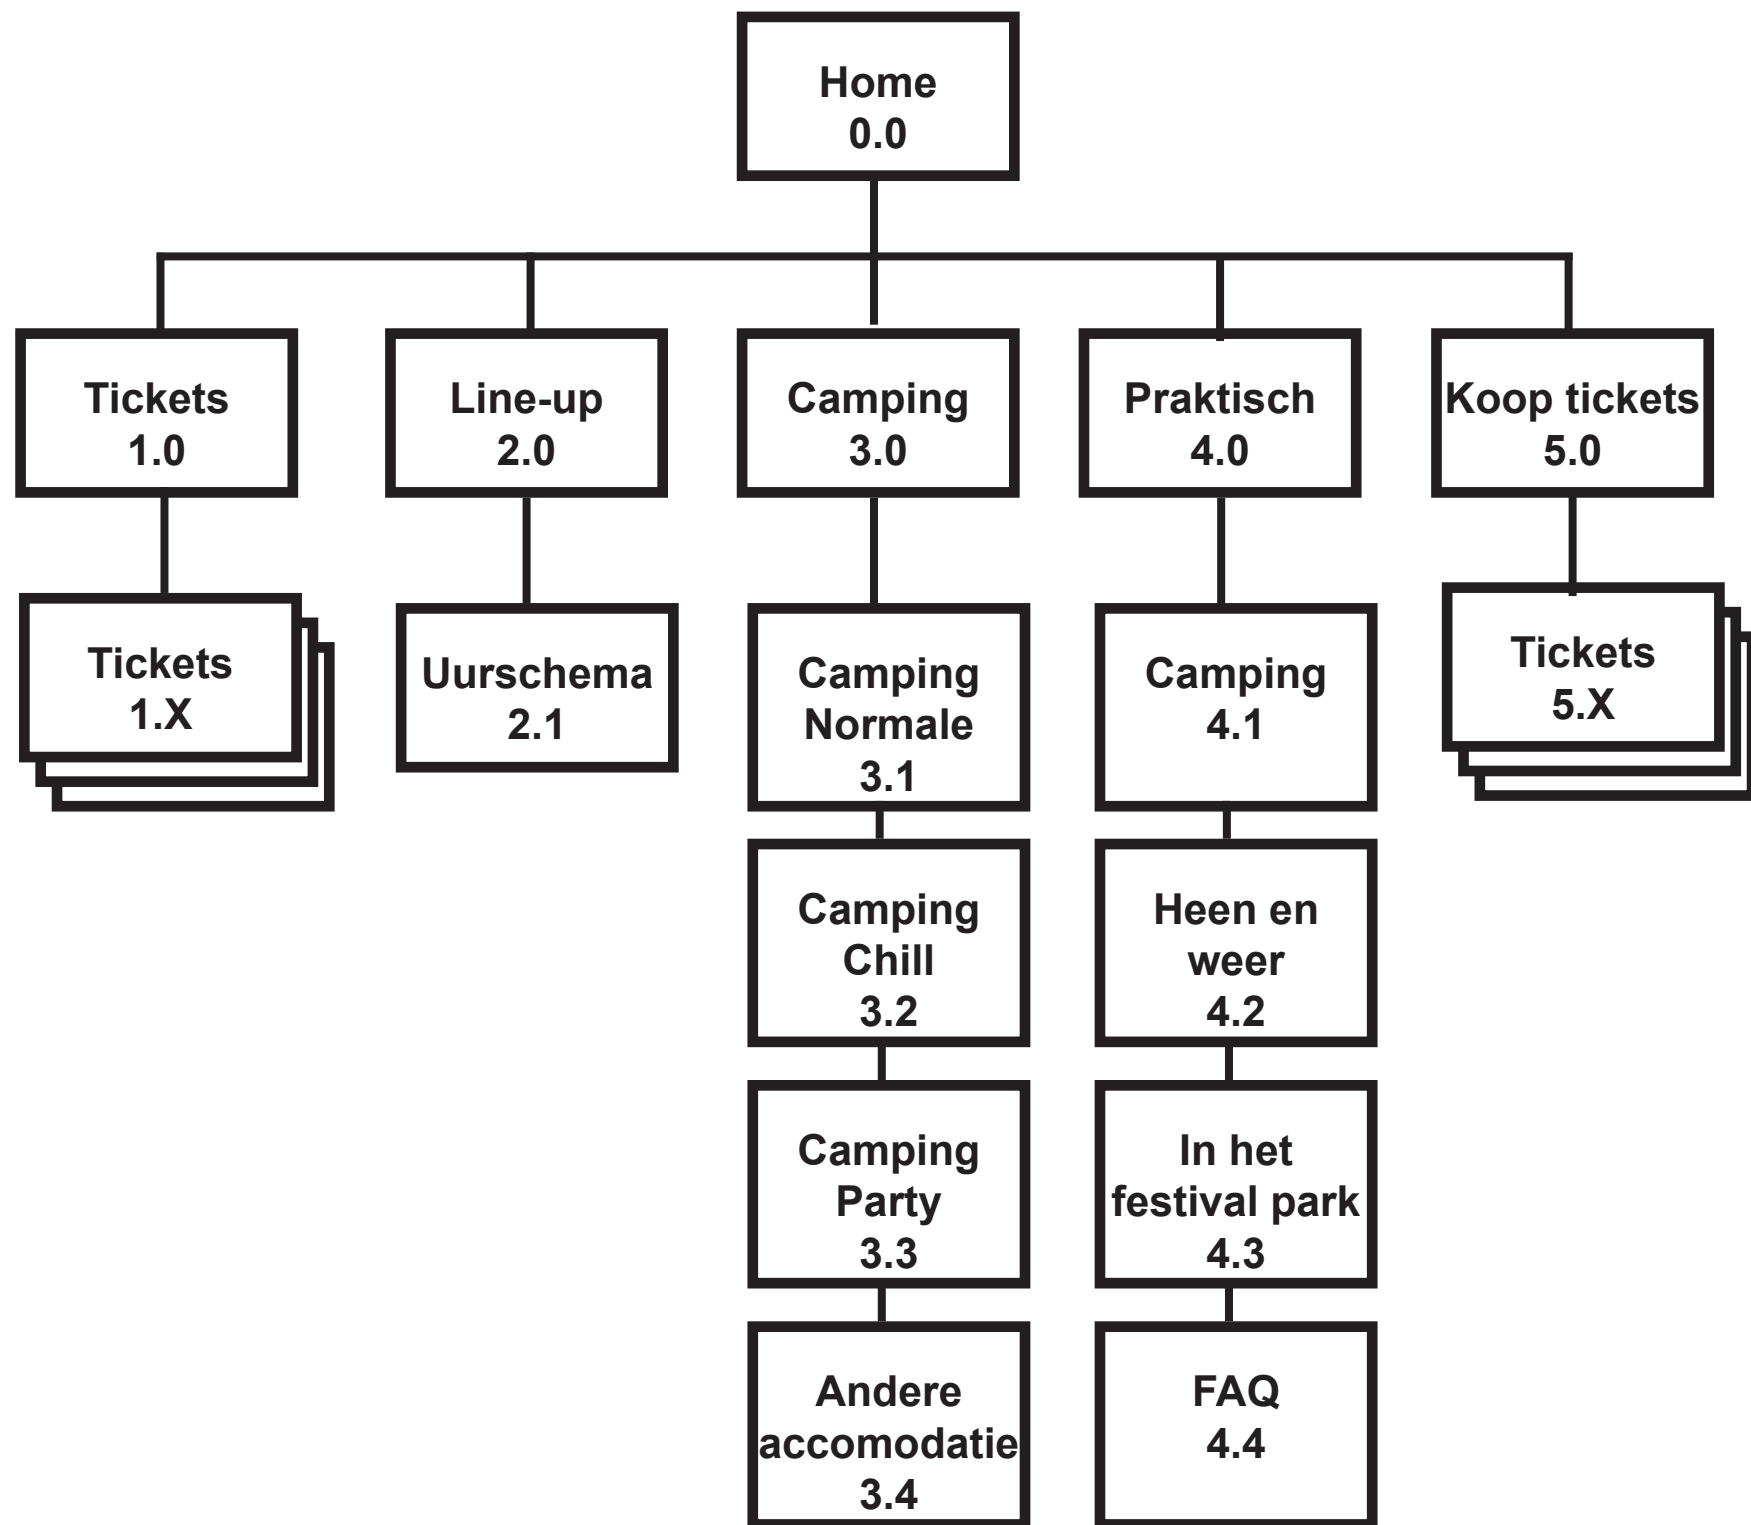 Home
0.0
Tickets
1.0
Line-up
2.0
Camping
3.0
Praktisch
4.0
Koop tickets
5.0
Tickets
1.X
Uurschema
2.1
Camping
Normale
3.1
Camping
4.1
Tickets
5.X
Camping
Chill
3.2
Heen en
weer
4.2
Camping
Party
3.3
In het
festival park
4.3
Andere
accomodatie
3.4
FAQ
4.4